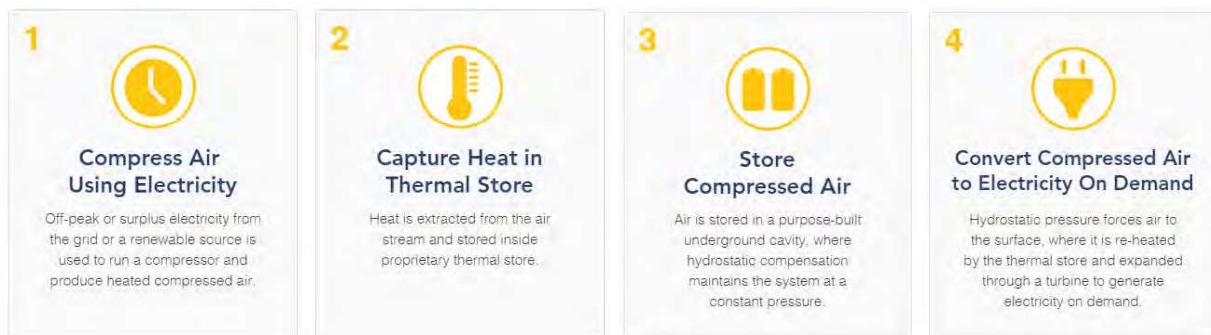 1
Compress Air
Using Electricity
Off-peak or surplus electricity from
the grid or a renewable source is
used to run a compressor and
produce heated compressed air.
2
Capture Heat in
Thermal Store
Heat is extracted from the air
stream and stored inside
proprietary thermal store.
3
Store
Compressed Air
Air is stored in a purpose-built
underground cavity, where
hydrostatic compensation
maintains the system at a
constant pressure.
4
Convert Compressed Air
to Electricity On Demand
Hydrostatic pressure forces air to
the surface, where it is re-heated
by the thermal store and expanded
through a turbine to generate
electricity on demand.